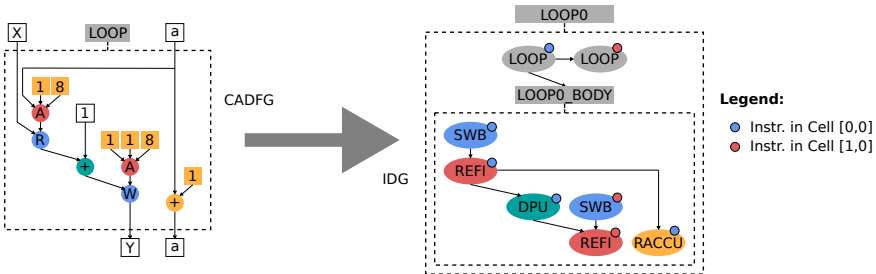 X LOOP a
1 8
A
R
1
1 1 8
+
A
W
1
+
Y a
CADFG
IDG
LOOP0
LOOP LOOP
LOOP0_BODY
SWB
REFI
DPU SWB
REFI RACCU
Legend:
Instr. in Cell [0,0]
Instr. in Cell [1,0]